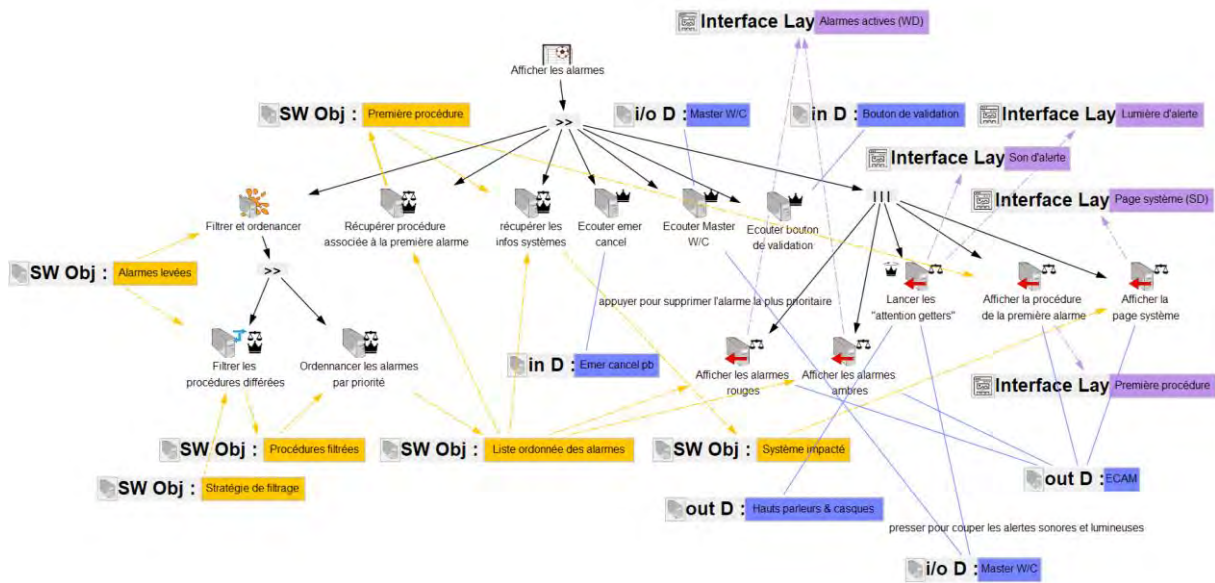 Interface Lay Alarmes actives (WD)
Afficher les alarmes
SW Obj : Première procédure
>>
i/o D : Master W/C
in D : Bouton de validation
Interface Lay Lumière d'alerte
Interface Lay Son d'alerte
Interface Lay Page système (SD)
|||
Filtrer et ordenancer
Récupérer procédure
associée à la première alarme
récupérer les
infos systèmes
Ecouter emer
cancel
Ecouter Master
W/C
Ecouter bouton
de validation
SW Obj : Alarmes levées
>>
appuyer pour supprimer l'alarme la plus prioritaire
Lancer les
"attention getters"
Afficher la procédure
de la première alarme
Afficher la
page système
Filtrer les
procédures différées
Ordennancer les alarmes
par priorité
in D : Emer cancel pb
Afficher les alarmes
rouges
Afficher les alarmes
ambres
Interface Lay Première procédure
SW Obj : Procédures filtrées
SW Obj : Liste ordonnée des alarmes
SW Obj : Système impacté
SW Obj : Stratégie de filtrage
out D : ECAM
out D : Hauts parleurs & casques
presser pour couper les alertes sonores et lumineuses
i/o D : Master W/C